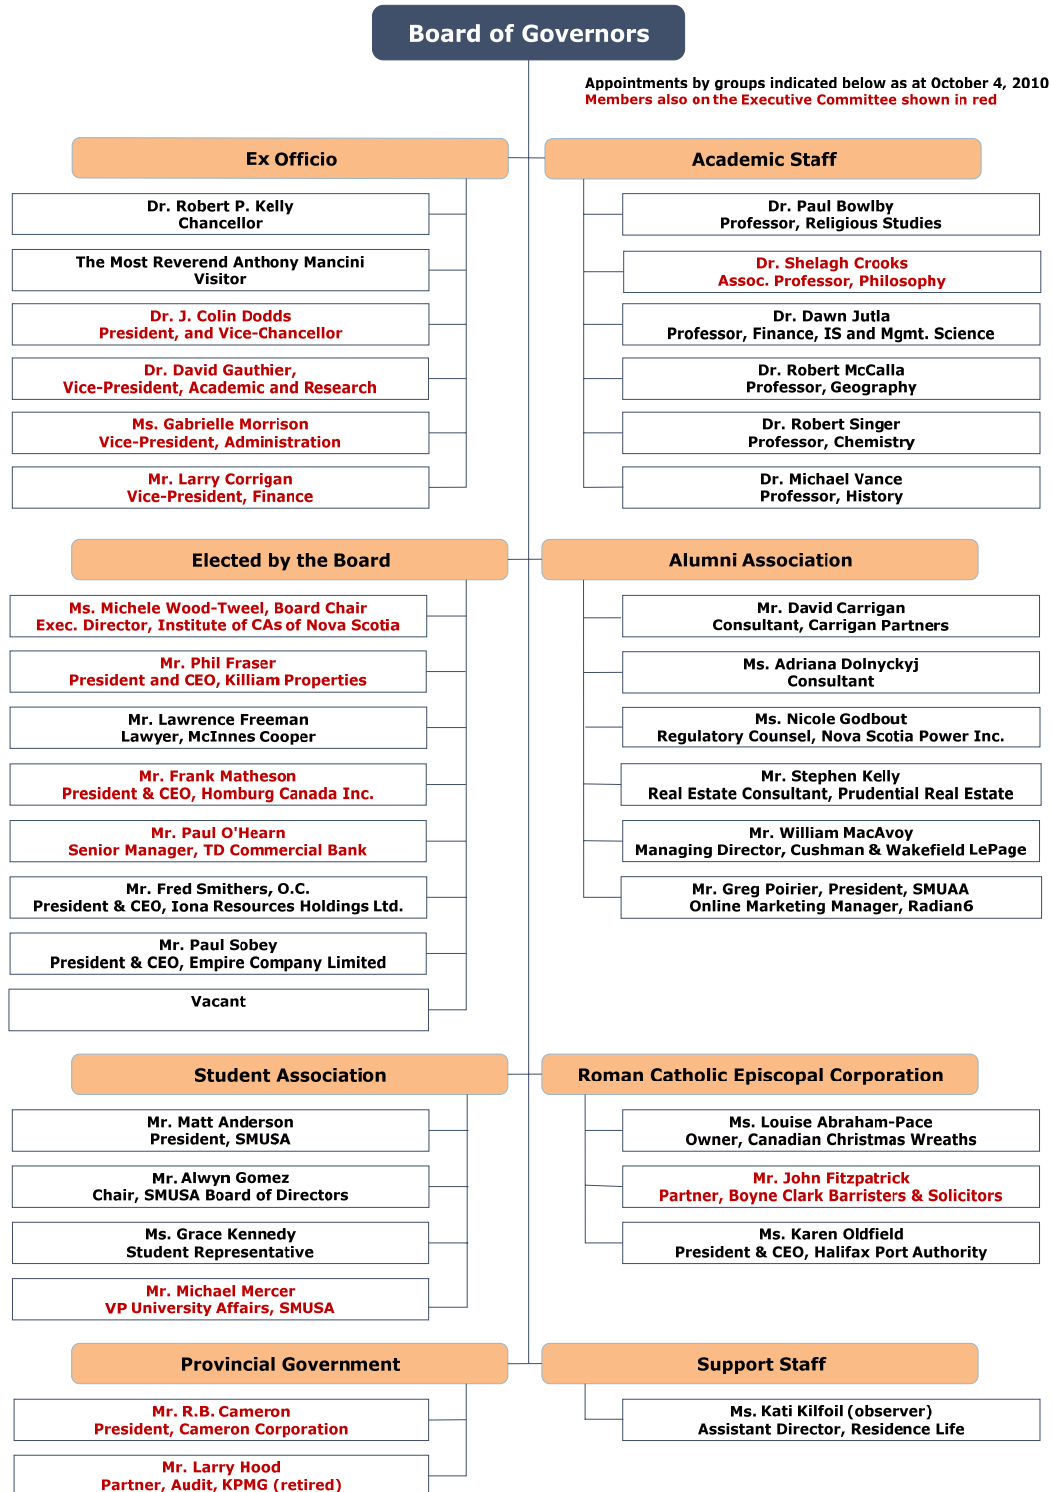 Board of Governors
Appointments by groups indicated below as at October 4, 2010
Members also on the Executive Committee shown in red
Ex Officio
Dr. Robert P. Kelly
Chancellor
The Most Reverend Anthony Mancini
Visitor
Dr. J. Colin Dodds
President, and Vice-Chancellor
Dr. David Gauthier,
Vice-President, Academic and Research
Ms. Gabrielle Morrison
Vice-President, Administration
Mr. Larry Corrigan
Vice-President, Finance
Academic Staff
Dr. Paul Bowlby
Professor, Religious Studies
Dr. Shelagh Crooks
Assoc. Professor, Philosophy
Dr. Dawn Jutla
Professor, Finance, IS and Mgmt. Science
Dr. Robert McCalla
Professor, Geography
Dr. Robert Singer
Professor, Chemistry
Dr. Michael Vance
Professor, History
Elected by the Board
Ms. Michele Wood-Tweel, Board Chair
Exec. Director, Institute of CAs of Nova Scotia
Mr. Phil Fraser
President and CEO, Killiam Properties
Mr. Lawrence Freeman
Lawyer, McInnes Cooper
Mr. Frank Matheson
President & CEO, Homburg Canada Inc.
Mr. Paul O'Hearn
Senior Manager, TD Commercial Bank
Mr. Fred Smithers, O.C.
President & CEO, Iona Resources Holdings Ltd.
Mr. Paul Sobey
President & CEO, Empire Company Limited
Vacant
Alumni Association
Mr. David Carrigan
Consultant, Carrigan Partners
Ms. Adriana Dolnyckyj
Consultant
Ms. Nicole Godbout
Regulatory Counsel, Nova Scotia Power Inc.
Mr. Stephen Kelly
Real Estate Consultant, Prudential Real Estate
Mr. William MacAvoy
Managing Director, Cushman & Wakefield LePage
Mr. Greg Poirier, President, SMUAA
Online Marketing Manager, Radian6
Student Association
Mr. Matt Anderson
President, SMUSA
Mr. Alwyn Gomez
Chair, SMUSA Board of Directors
Ms. Grace Kennedy
Student Representative
Mr. Michael Mercer
VP University Affairs, SMUSA
Roman Catholic Episcopal Corporation
Ms. Louise Abraham-Pace
Owner, Canadian Christmas Wreaths
Mr. John Fitzpatrick
Partner, Boyne Clark Barristers & Solicitors
Ms. Karen Oldfield
President & CEO, Halifax Port Authority
Provincial Government
Mr. R.B. Cameron
President, Cameron Corporation
Mr. Larry Hood
Partner, Audit, KPMG (retired)
Support Staff
Ms. Kati Kilfoil (observer)
Assistant Director, Residence Life